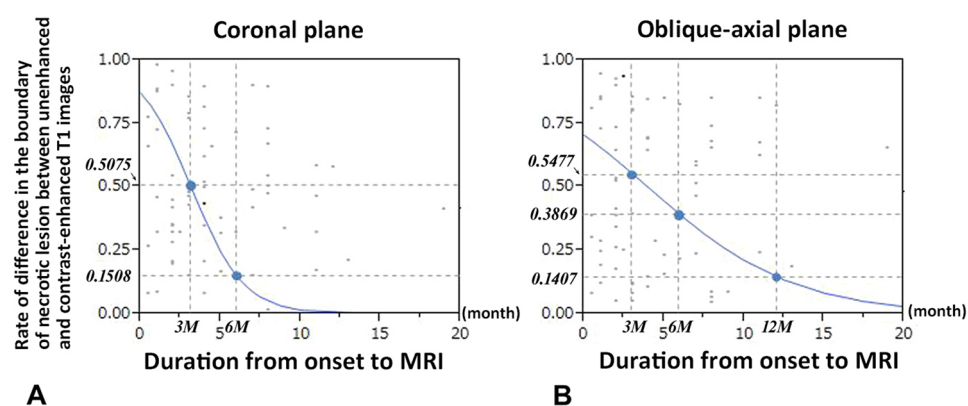 Coronal plane
Rate of difference in the boundary
of necrotic lesion between unenhanced
and contrast-enhanced T1 images
1.00
0.75
0.5075
0.50
0.25
0.1508
0.00
0 3M 5 6M 10 15 20 (month)
Duration from onset to MRI
A
Oblique-axial plane
1.00
0.75
0.5477
0.50
0.3869
0.25
0.1407
0.00
0 3M 5 6M 10 12M 15 20 (month)
Duration from onset to MRI
B